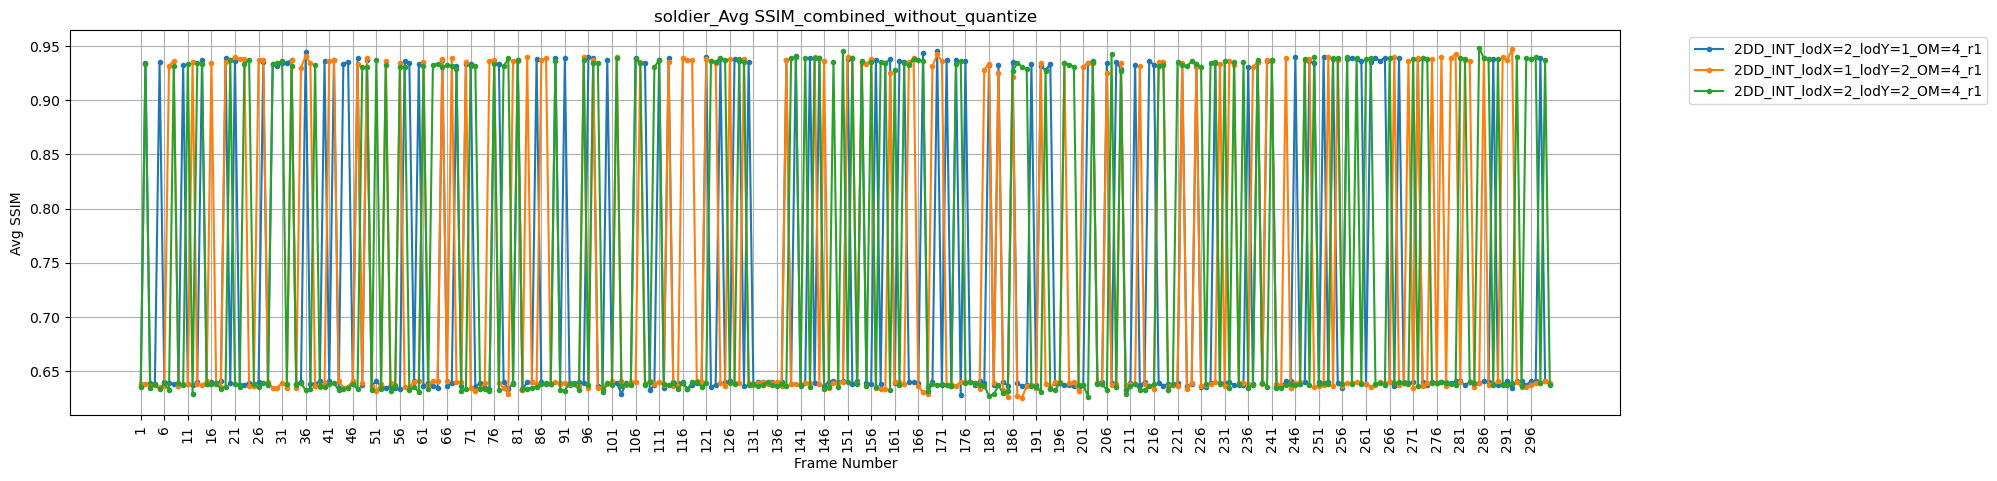 soldier_Avg SSIM_combined_without_quantize
0.95
0.90
0.85
0.80
0.75
0.70
0.65
Avg SSIM
1 6 11 16 21 26 31 36 41 46 51 56 61 66 71 76 81 86 91 96 101 106 111 116 121 126 131 136 141 146 151 156 161 166 171 176 181 186 191 196 201 206 211 216 221 226 231 236 241 246 251 256 261 266 271 276 281 286 291 296
Frame Number
2DD_INT_lodX=2_lodY=1_OM=4_r1
2DD_INT_lodX=1_lodY=2_OM=4_r1
2DD_INT_lodX=2_lodY=2_OM=4_r1